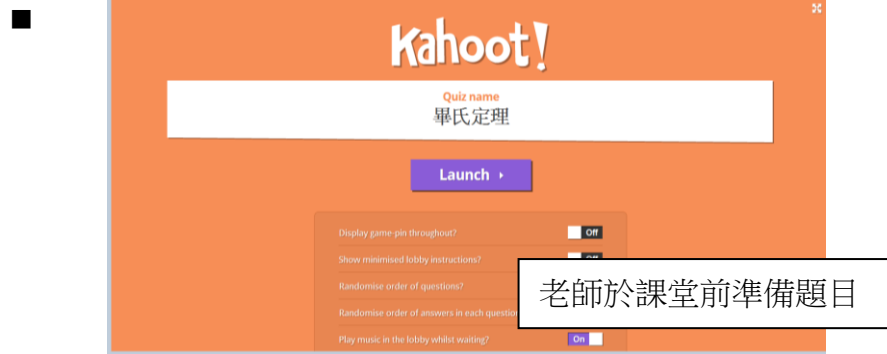 Kahoot!
Quiz name
畢氏定理
Launch
Display game-pin throughout?
Off
Show minimised lobby instructions?
Off
Randomise order of questions?
Randomise order of answers in each question
Play music in the lobby whilst waiting?
On
老師於課堂前準備題目